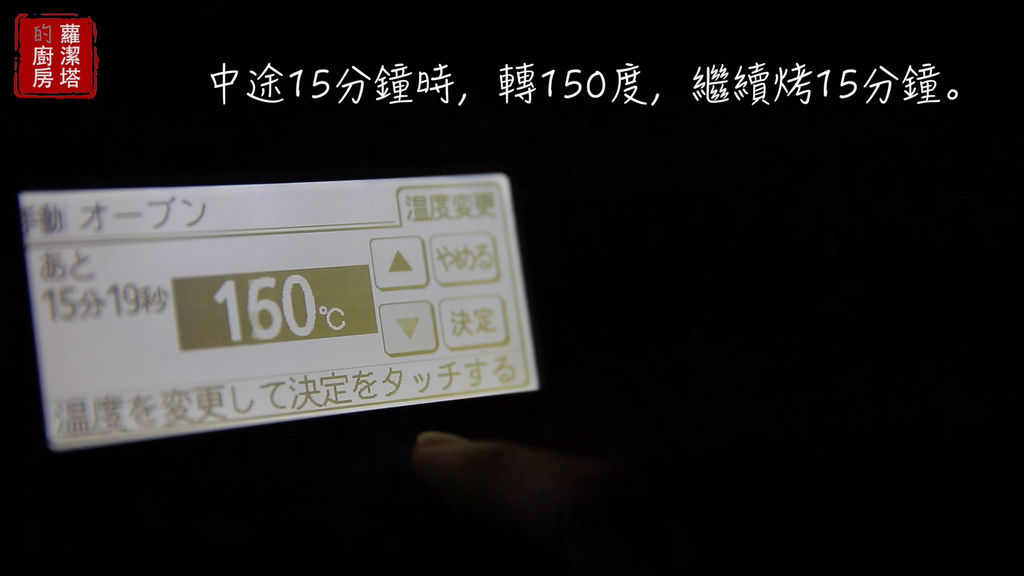 蘿潔塔
的廚房
中途15分鐘時, 轉150度, 繼續烤15分鐘。
手動 オーブン
温度変更
あと
15分19秒
160℃
▲
やめる
▼
決定
温度を変更して決定をタッチする